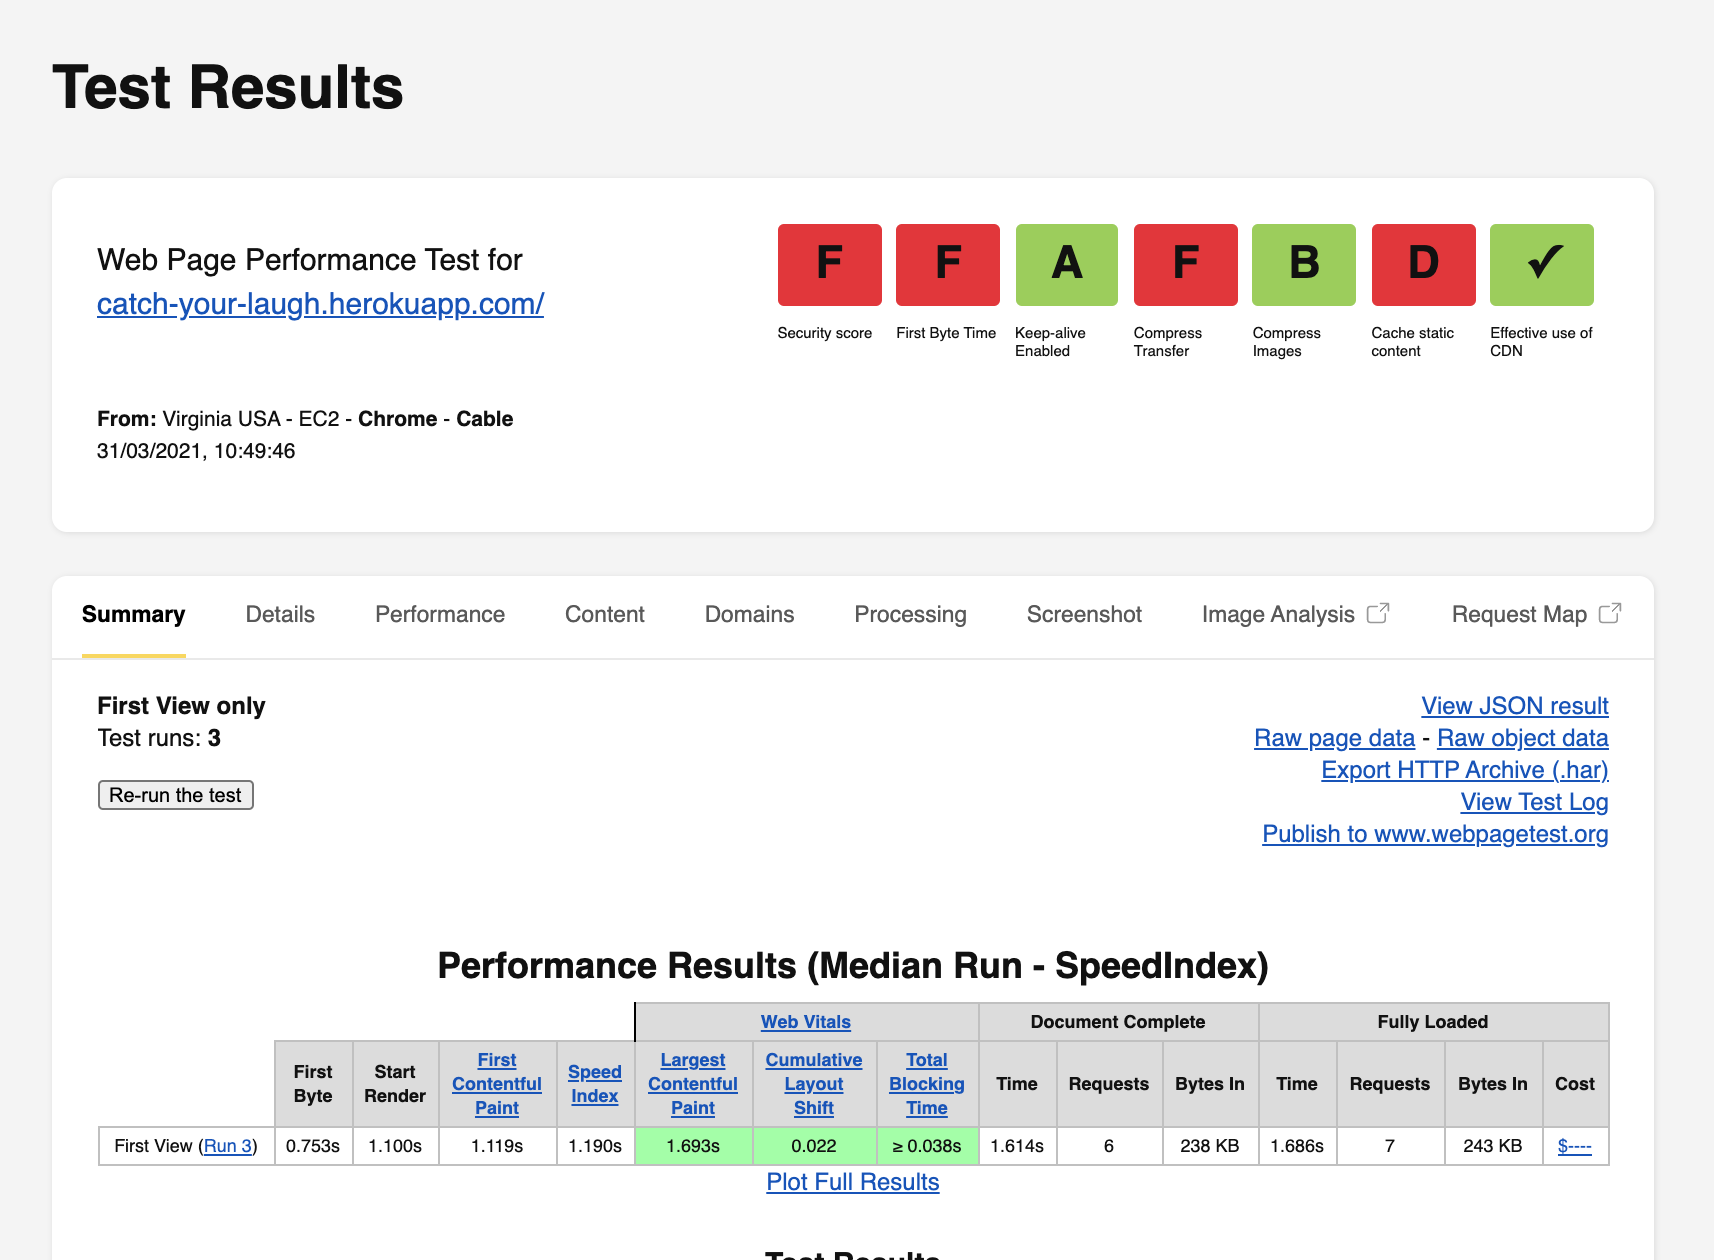 Test Results
Web Page Performance Test for
catch-your-laugh.herokuapp.com/
From: Virginia USA - EC2 - Chrome - Cable
31/03/2021, 10:49:46
F F A F B D ✓
Security score First Byte Time Keep-alive Enabled Compress Transfer Compress Images Cache static content Effective use of CDN
Summary Details Performance Content Domains Processing Screenshot Image Analysis Request Map
First View only
Test runs: 3
Re-run the test
View JSON result
Raw page data - Raw object data
Export HTTP Archive (.har)
View Test Log
Publish to www.webpagetest.org
Performance Results (Median Run - SpeedIndex)
Web Vitals Document Complete Fully Loaded
First Byte Start Render First Contentful Paint Speed Index Largest Contentful Paint Cumulative Layout Shift Total Blocking Time Time Requests Bytes In Time Requests Bytes In Cost
First View (Run 3) 0.753s 1.100s 1.119s 1.190s 1.693s 0.022 ≥ 0.038s 1.614s 6 238 KB 1.686s 7 243 KB $----
Plot Full Results
Test Results